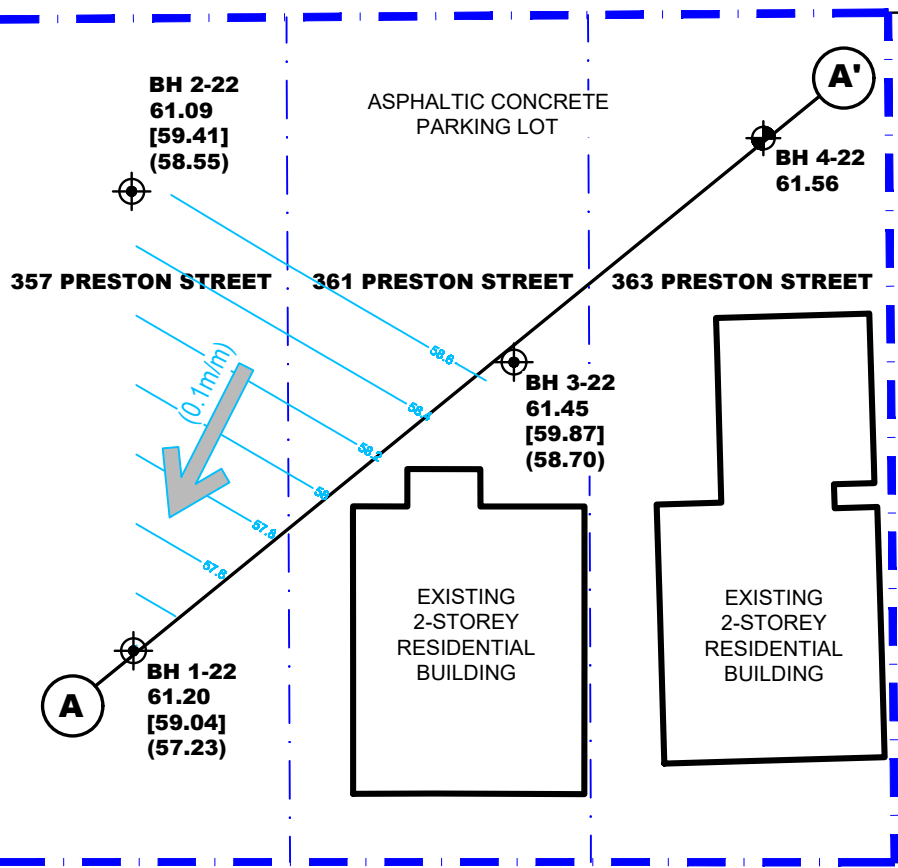 A'
BH 2-22
61.09
[59.41]
(58.55)
ASPHALTIC CONCRETE
PARKING LOT
BH 4-22
61.56
357 PRESTON STREET
361 PRESTON STREET
363 PRESTON STREET
(0.1m/m)
58.6
58.4
58.2
58
57.8
57.6
BH 3-22
61.45
[59.87]
(58.70)
EXISTING
2-STOREY
RESIDENTIAL
BUILDING
EXISTING
2-STOREY
RESIDENTIAL
BUILDING
A
BH 1-22
61.20
[59.04]
(57.23)